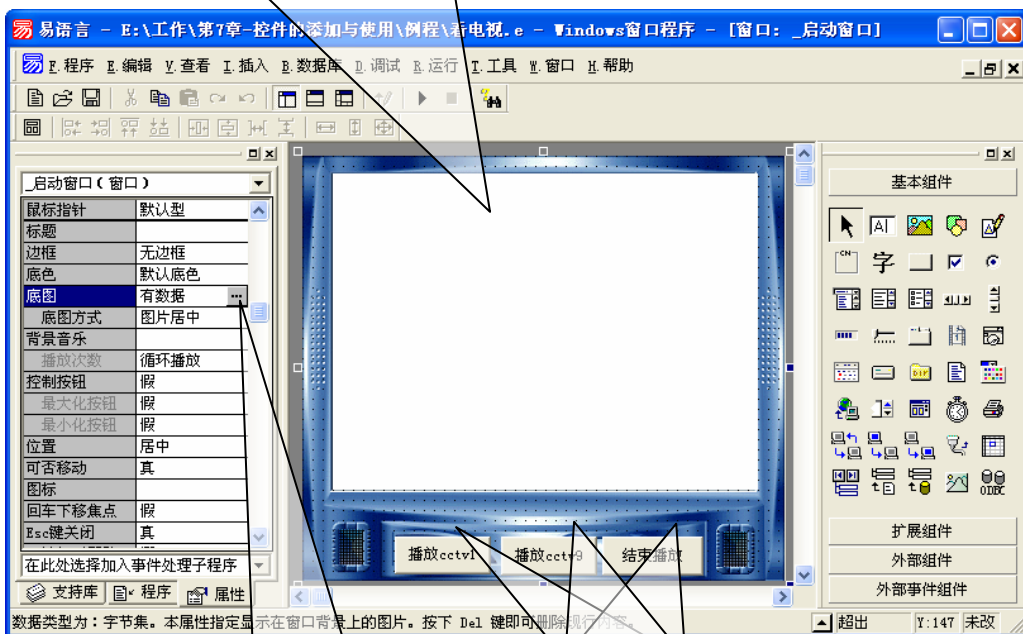 易语言 - E:\工作\第7章-控件的添加与使用\例程\看电视.e - Windows窗口程序 - [窗口: _启动窗口]
F.程序 E.编辑 V.查看 I.插入 B.数据库 D.调试 R.运行 T.工具 W.窗口 H.帮助
_启动窗口(窗口)
鼠标指针 默认型
标题
边框 无边框
底色 默认底色
底图 有数据 ...
底图方式 图片居中
背景音乐
播放次数 循环播放
控制按钮 假
最大化按钮 假
最小化按钮 假
位置 居中
可否移动 真
图标
回车下移焦点 假
Esc键关闭 真
在此处选择加入事件处理子程序
支持库 程序 属性
播放cctv1 播放cctv9 结束播放
基本组件
扩展组件
外部组件
外部事件组件
数据类型为:字节集。本属性指定显示在窗口背景上的图片。按下 Del 键即可删除现行内容。
超出 Y:147 未改